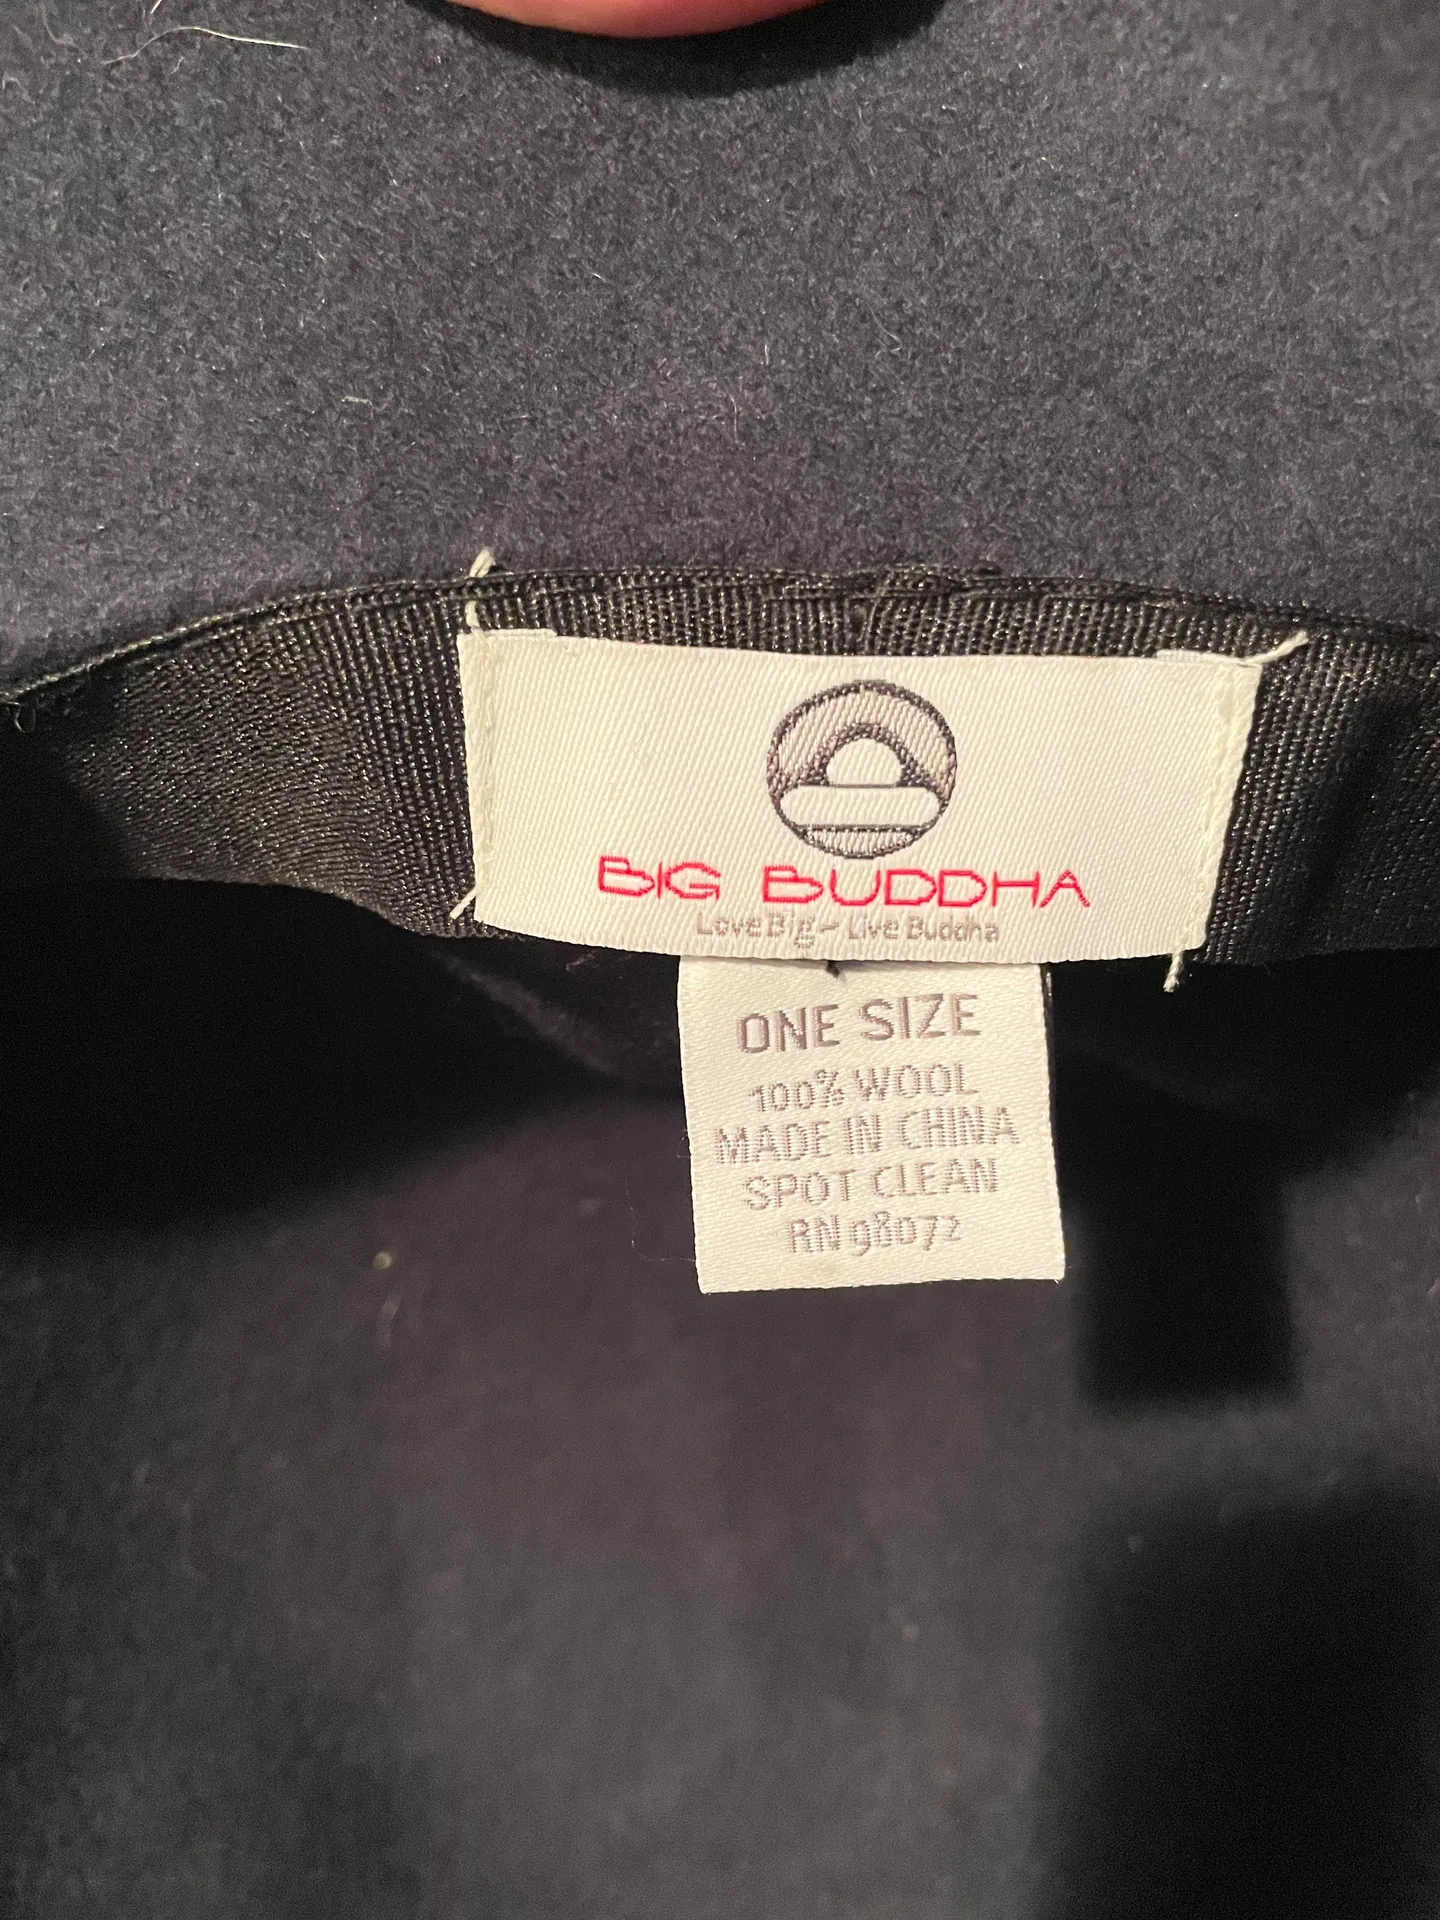 BIG BUDDHA
Love Big ~ Live Buddha
ONE SIZE
100% WOOL
MADE IN CHINA
SPOT CLEAN
RN 98072